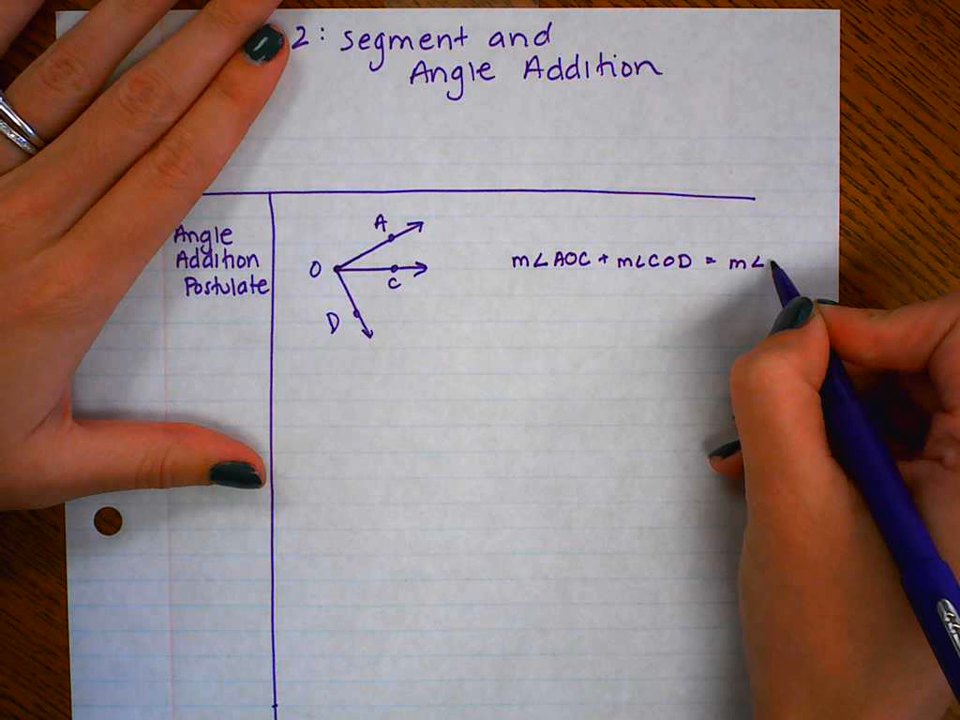 2: Segment and
Angle Addition
Angle
Addition
Postulate
A
O
C
D
m∠AOC + m∠COD = m∠